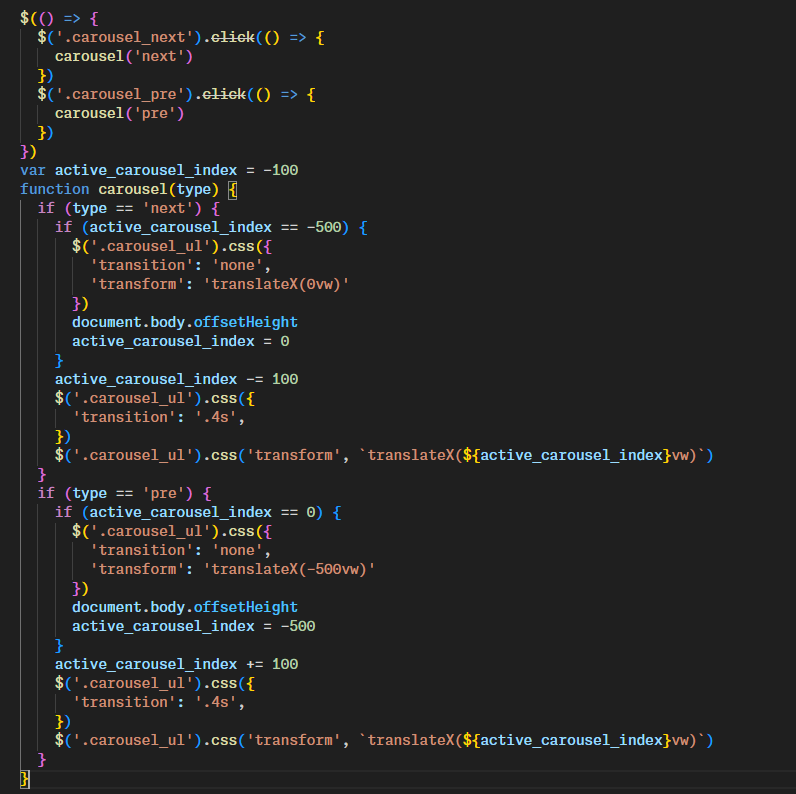 $(() => {
  $('.carousel_next').click(() => {
    carousel('next')
  })
  $('.carousel_pre').click(() => {
    carousel('pre')
  })
})
var active_carousel_index = -100
function carousel(type) {
  if (type == 'next') {
    if (active_carousel_index == -500) {
      $('.carousel_ul').css({
        'transition': 'none',
        'transform': 'translateX(0vw)'
      })
      document.body.offsetHeight
      active_carousel_index = 0
    }
    active_carousel_index -= 100
    $('.carousel_ul').css({
      'transition': '.4s',
    })
    $('.carousel_ul').css('transform', `translateX(${active_carousel_index}vw)`)
  }
  if (type == 'pre') {
    if (active_carousel_index == 0) {
      $('.carousel_ul').css({
        'transition': 'none',
        'transform': 'translateX(-500vw)'
      })
      document.body.offsetHeight
      active_carousel_index = -500
    }
    active_carousel_index += 100
    $('.carousel_ul').css({
      'transition': '.4s',
    })
    $('.carousel_ul').css('transform', `translateX(${active_carousel_index}vw)`)
  }
}